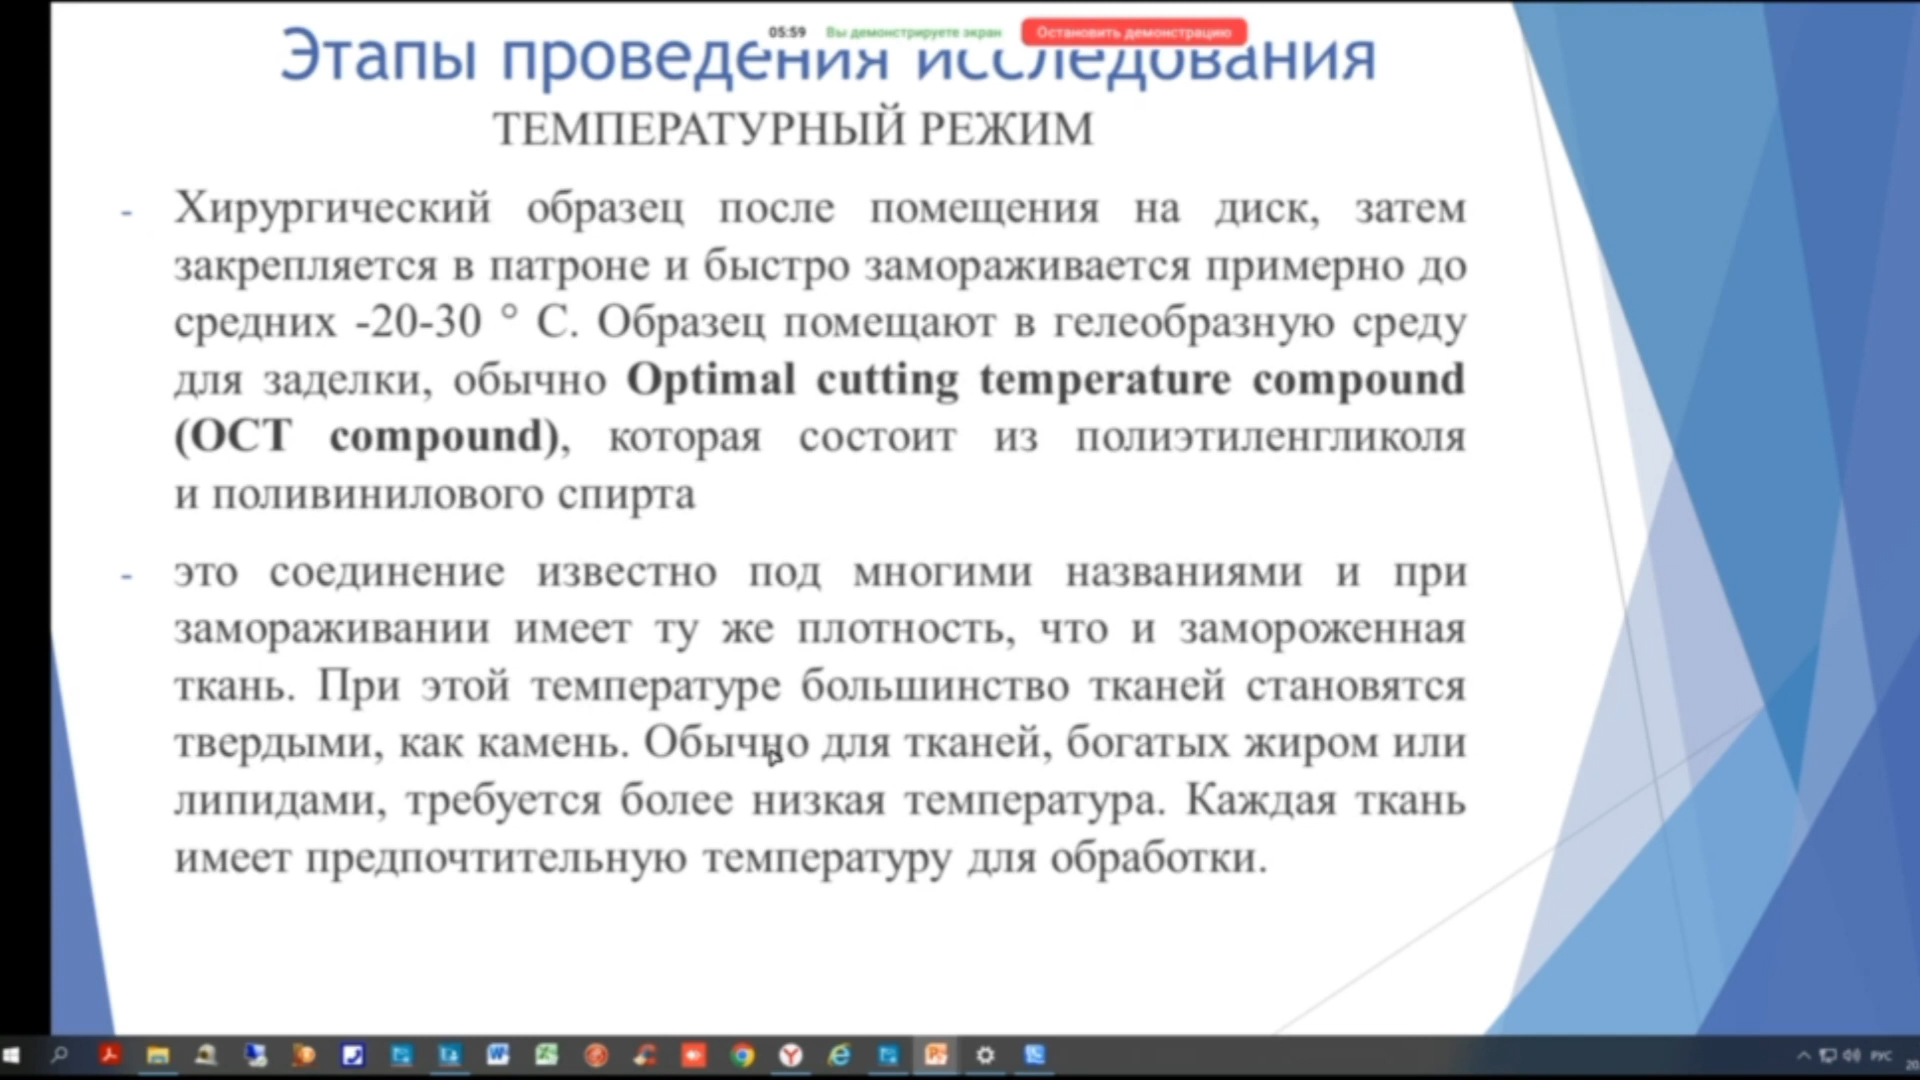 05:59 Вы демонстрируете экран Остановить демонстрацию
Этапы проведения исследования
ТЕМПЕРАТУРНЫЙ РЕЖИМ
- Хирургический образец после помещения на диск, затем
закрепляется в патроне и быстро замораживается примерно до
средних -20-30 ° С. Образец помещают в гелеобразную среду
для заделки, обычно Optimal cutting temperature compound
(OCT compound), которая состоит из полиэтиленгликоля
и поливинилового спирта
- это соединение известно под многими названиями и при
замораживании имеет ту же плотность, что и замороженная
ткань. При этой температуре большинство тканей становятся
твердыми, как камень. Обычно для тканей, богатых жиром или
липидами, требуется более низкая температура. Каждая ткань
имеет предпочтительную температуру для обработки.
РУС